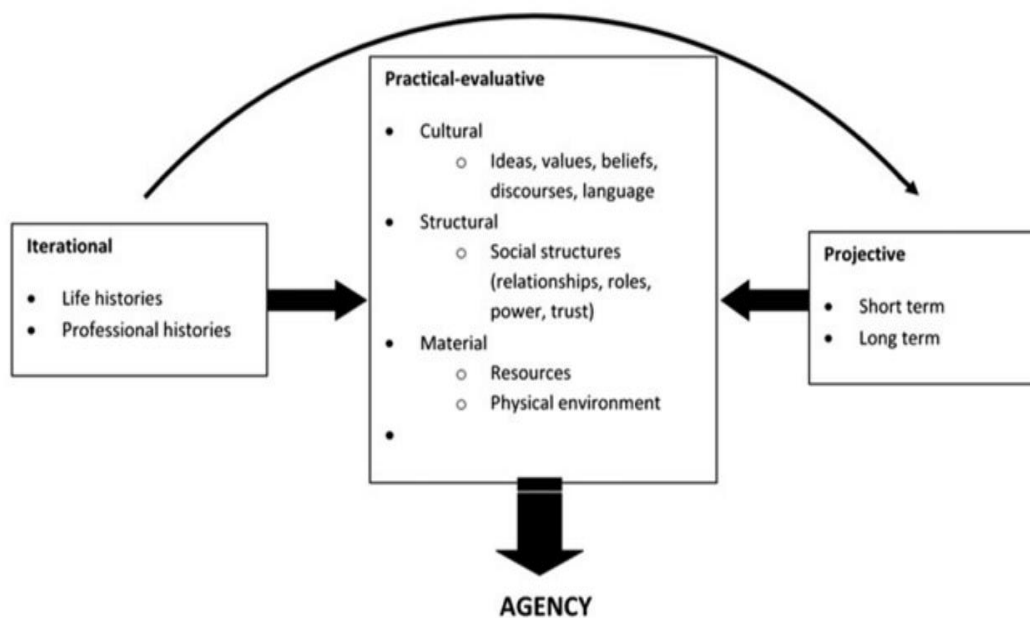 Practical-evaluative
• Cultural
o Ideas, values, beliefs,
discourses, language
• Structural
o Social structures
(relationships, roles,
power, trust)
• Material
o Resources
o Physical environment
•
Iterational
• Life histories
• Professional histories
Projective
• Short term
• Long term
AGENCY